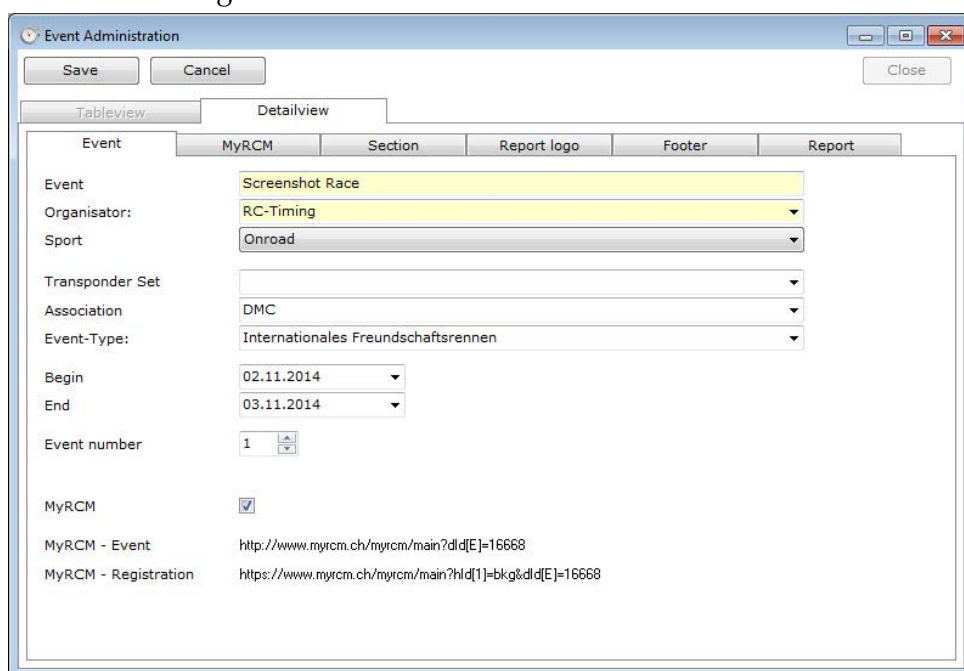 Event Administration
Save Cancel Close
Tableview Detailview
Event MyRCM Section Report logo Footer Report
Event Screenshot Race
Organisator: RC-Timing
Sport Onroad
Transponder Set
Association DMC
Event-Type: Internationales Freundschaftsrennen
Begin 02.11.2014
End 03.11.2014
Event number 1
MyRCM
MyRCM - Event http://www.myrcm.ch/myrcm/main?dId[E]=16668
MyRCM - Registration https://www.myrcm.ch/myrcm/main?hId[1]=bkg&dId[E]=16668